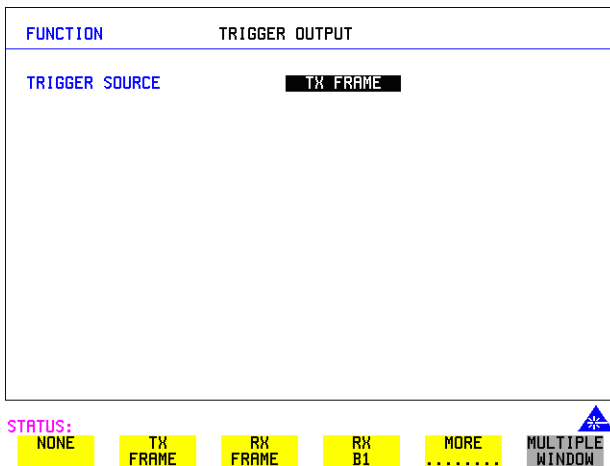 FUNCTION TRIGGER OUTPUT
TRIGGER SOURCE TX FRAME
STATUS:
NONE TX FRAME RX FRAME RX B1 MORE ........ MULTIPLE WINDOW